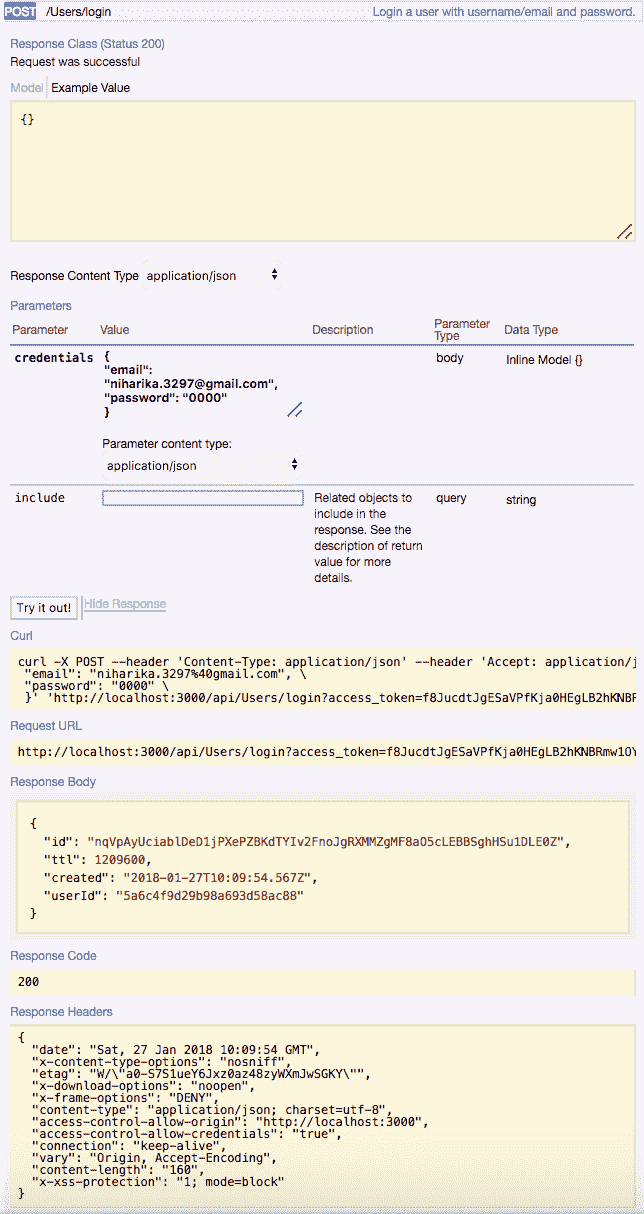 POST /Users/login Login a user with username/email and password.
Response Class (Status 200)
Request was successful
Model Example Value
{}
Response Content Type application/json
Parameters
Parameter Value Description Parameter Type Data Type
credentials {
"email":
"niharika.3297@gmail.com",
"password": "0000"
}
body Inline Model {}
Parameter content type:
application/json
include Related objects to include in the response. See the description of return value for more details. query string
Try it out! Hide Response
Curl
curl -X POST --header 'Content-Type: application/json' --header 'Accept: application/j
"email": "niharika.3297%40gmail.com", \
"password": "0000" \
}' 'http://localhost:3000/api/Users/login?access_token=f8JucdtJgESaVPfKja0HEgLB2hKNBR
Request URL
http://localhost:3000/api/Users/login?access_token=f8JucdtJgESaVPfKja0HEgLB2hKNBRmw1OY
Response Body
{
"id": "nqVpAyUciablDeD1jPXePZBKdTYIv2FnoJgRXMMZgMF8aO5cLEBBSghHSu1DLE0Z",
"ttl": 1209600,
"created": "2018-01-27T10:09:54.567Z",
"userId": "5a6c4f9d29b98a693d58ac88"
}
Response Code
200
Response Headers
{
"date": "Sat, 27 Jan 2018 10:09:54 GMT",
"x-content-type-options": "nosniff",
"etag": "W/\"a0-S7S1ueY6Jxz0az48zyWXmJwSGKY\"",
"x-download-options": "noopen",
"x-frame-options": "DENY",
"content-type": "application/json; charset=utf-8",
"access-control-allow-origin": "http://localhost:3000",
"access-control-allow-credentials": "true",
"connection": "keep-alive",
"vary": "Origin, Accept-Encoding",
"content-length": "160",
"x-xss-protection": "1; mode=block"
}